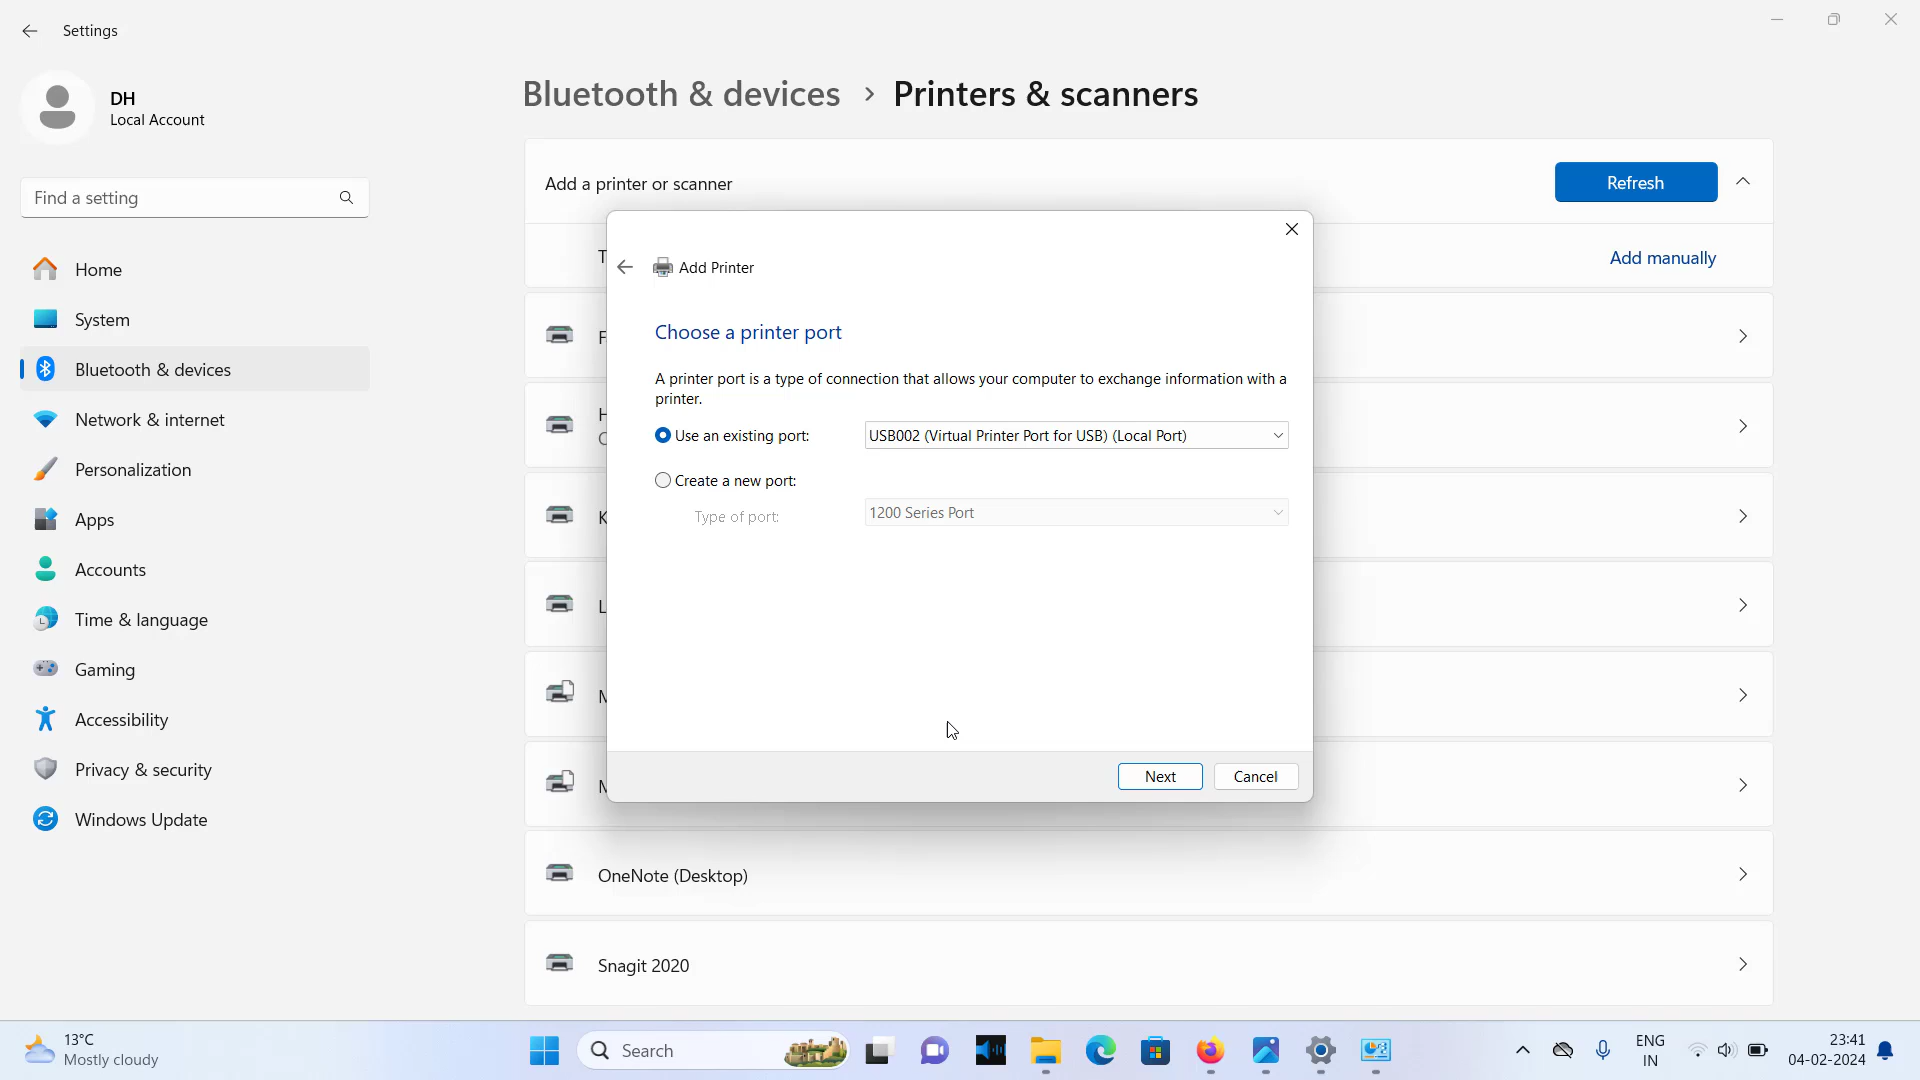 Settings
DH
Local Account
Find a setting
Home
System
Bluetooth & devices
Network & internet
Personalization
Apps
Accounts
Time & language
Gaming
Accessibility
Privacy & security
Windows Update
Bluetooth & devices > Printers & scanners
Add a printer or scanner
Refresh
Add manually
Add Printer
Choose a printer port
A printer port is a type of connection that allows your computer to exchange information with a
printer.
Use an existing port: USB002 (Virtual Printer Port for USB) (Local Port)
Create a new port:
Type of port: 1200 Series Port
Next Cancel
OneNote (Desktop)
Snagit 2020
13°C
Mostly cloudy
Search
ENG
IN
23:41
04-02-2024